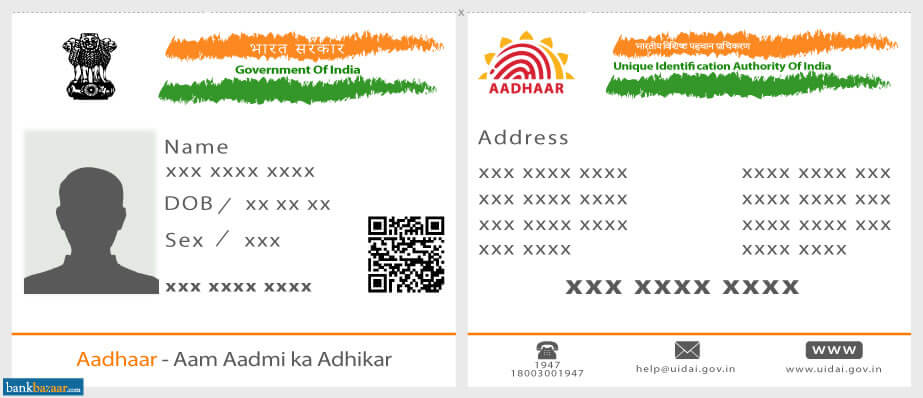 x
भारत सरकार
Government Of India
Name
xxx xxxx xxxx
DOB / xx xx xx
Sex / xxx
xxx xxxx xxxx
Aadhaar - Aam Aadmi ka Adhikar
bankbazaar.com
AADHAAR
भारतीय विशिष्ट पहचान प्राधिकरण
Unique Identification Authority Of India
Address
xxx xxxx xxxx xxxx xxxx xxx
xxx xxxx xxxx xxxx xxxx xxx
xxx xxxx xxxx xxxx xxxx xxx
xxx xxxx xxxx xxxx
xxx xxxx xxxx
1947
18003001947
help@uidai.gov.in
www
www.uidai.gov.in